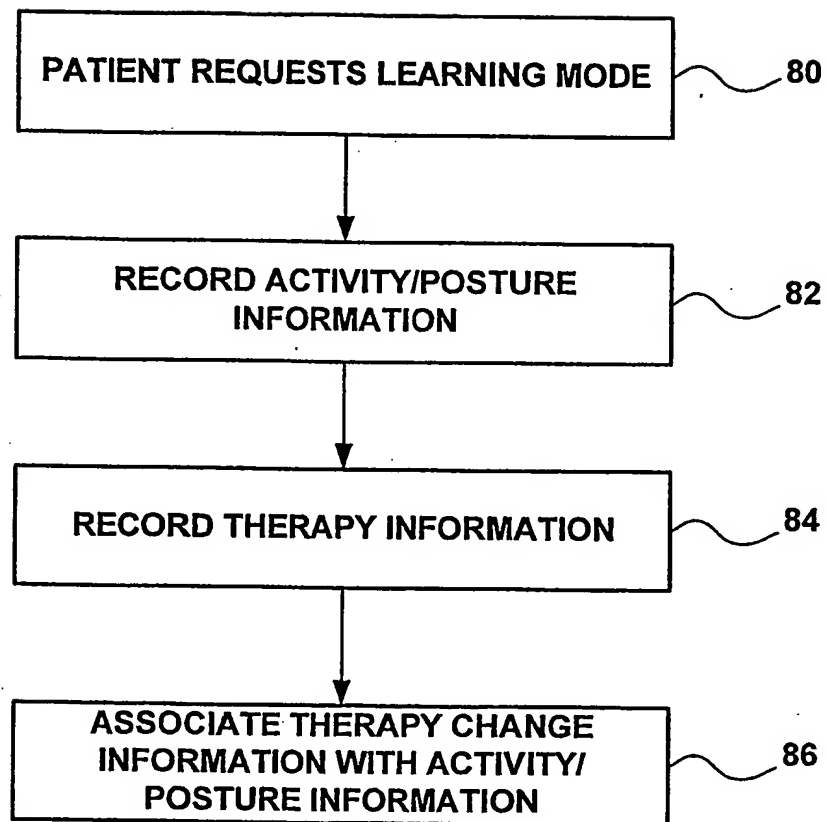 PATIENT REQUESTS LEARNING MODE
80
RECORD ACTIVITY/POSTURE
INFORMATION
82
RECORD THERAPY INFORMATION
84
ASSOCIATE THERAPY CHANGE
INFORMATION WITH ACTIVITY/
POSTURE INFORMATION
86